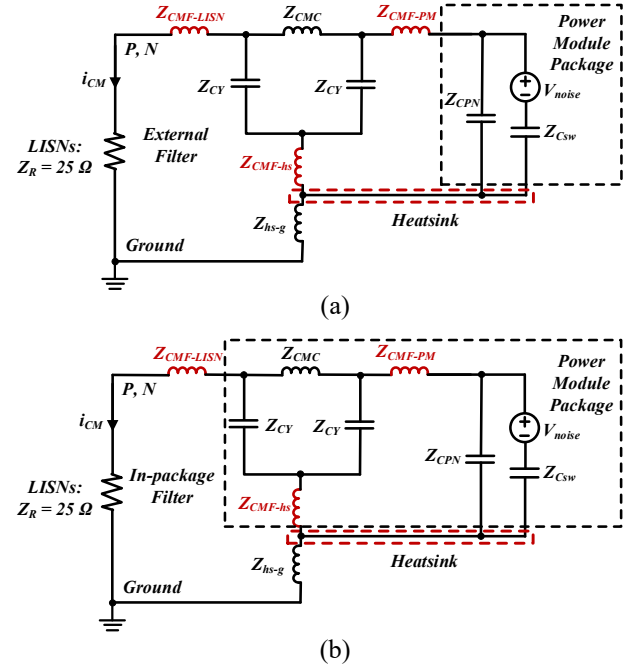 Z_CMF-LISN Z_CMC Z_CMF-PM
Power
Module
Package
P, N
i_CM
Z_CY Z_CY
Z_CPN
V_noise
Z_Csw
LISNs:
Z_R = 25 Ω
External
Filter
Z_CMF-hs
Z_hs-g
Heatsink
Ground
(a)
Z_CMF-LISN Z_CMC Z_CMF-PM
Power
Module
Package
P, N
i_CM
Z_CY Z_CY
Z_CPN
V_noise
Z_Csw
LISNs:
Z_R = 25 Ω
In-package
Filter
Z_CMF-hs
Z_hs-g
Heatsink
Ground
(b)